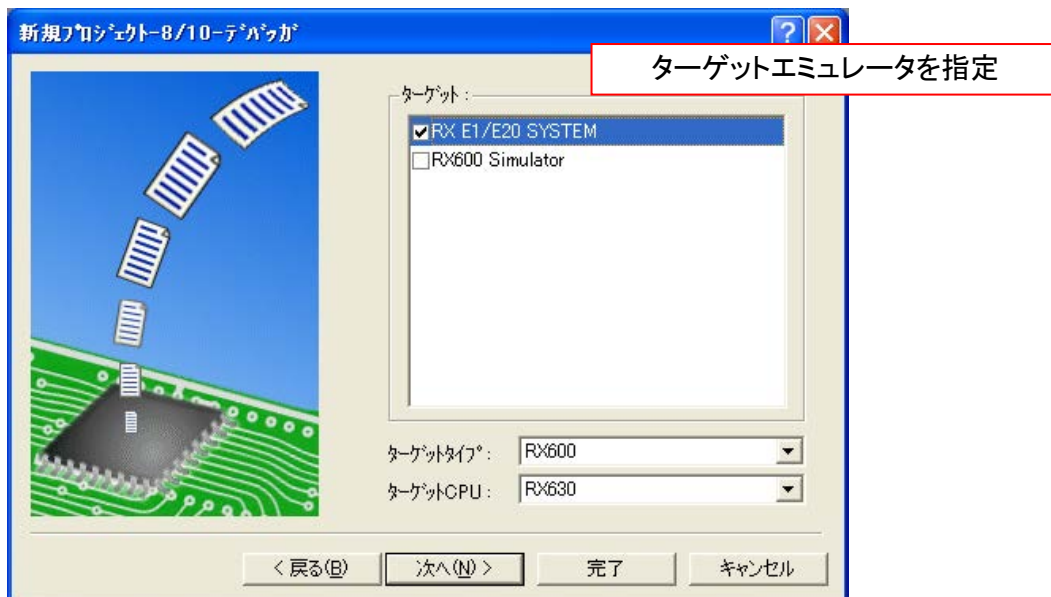 新規プロジェクト-8/10-デバッガ
ターゲットエミュレータを指定
ターゲット :
RX E1/E20 SYSTEM
RX600 Simulator
ターゲットタイプ : RX600
ターゲットCPU : RX630
< 戻る(B)
次へ(N) >
完了
キャンセル